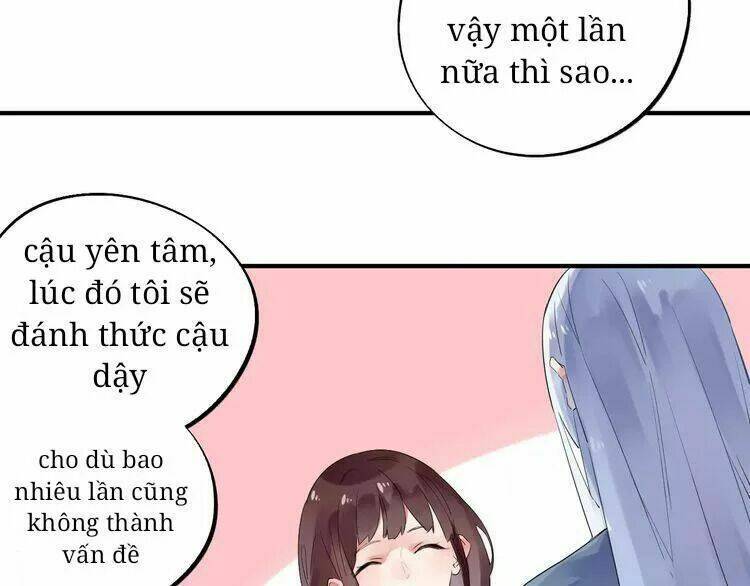 vậy một lần
nữa thì sao...
cậu yên tâm,
lúc đó tôi sẽ
đánh thức cậu
dậy
cho dù bao
nhiêu lần cũng
không thành
vấn đề